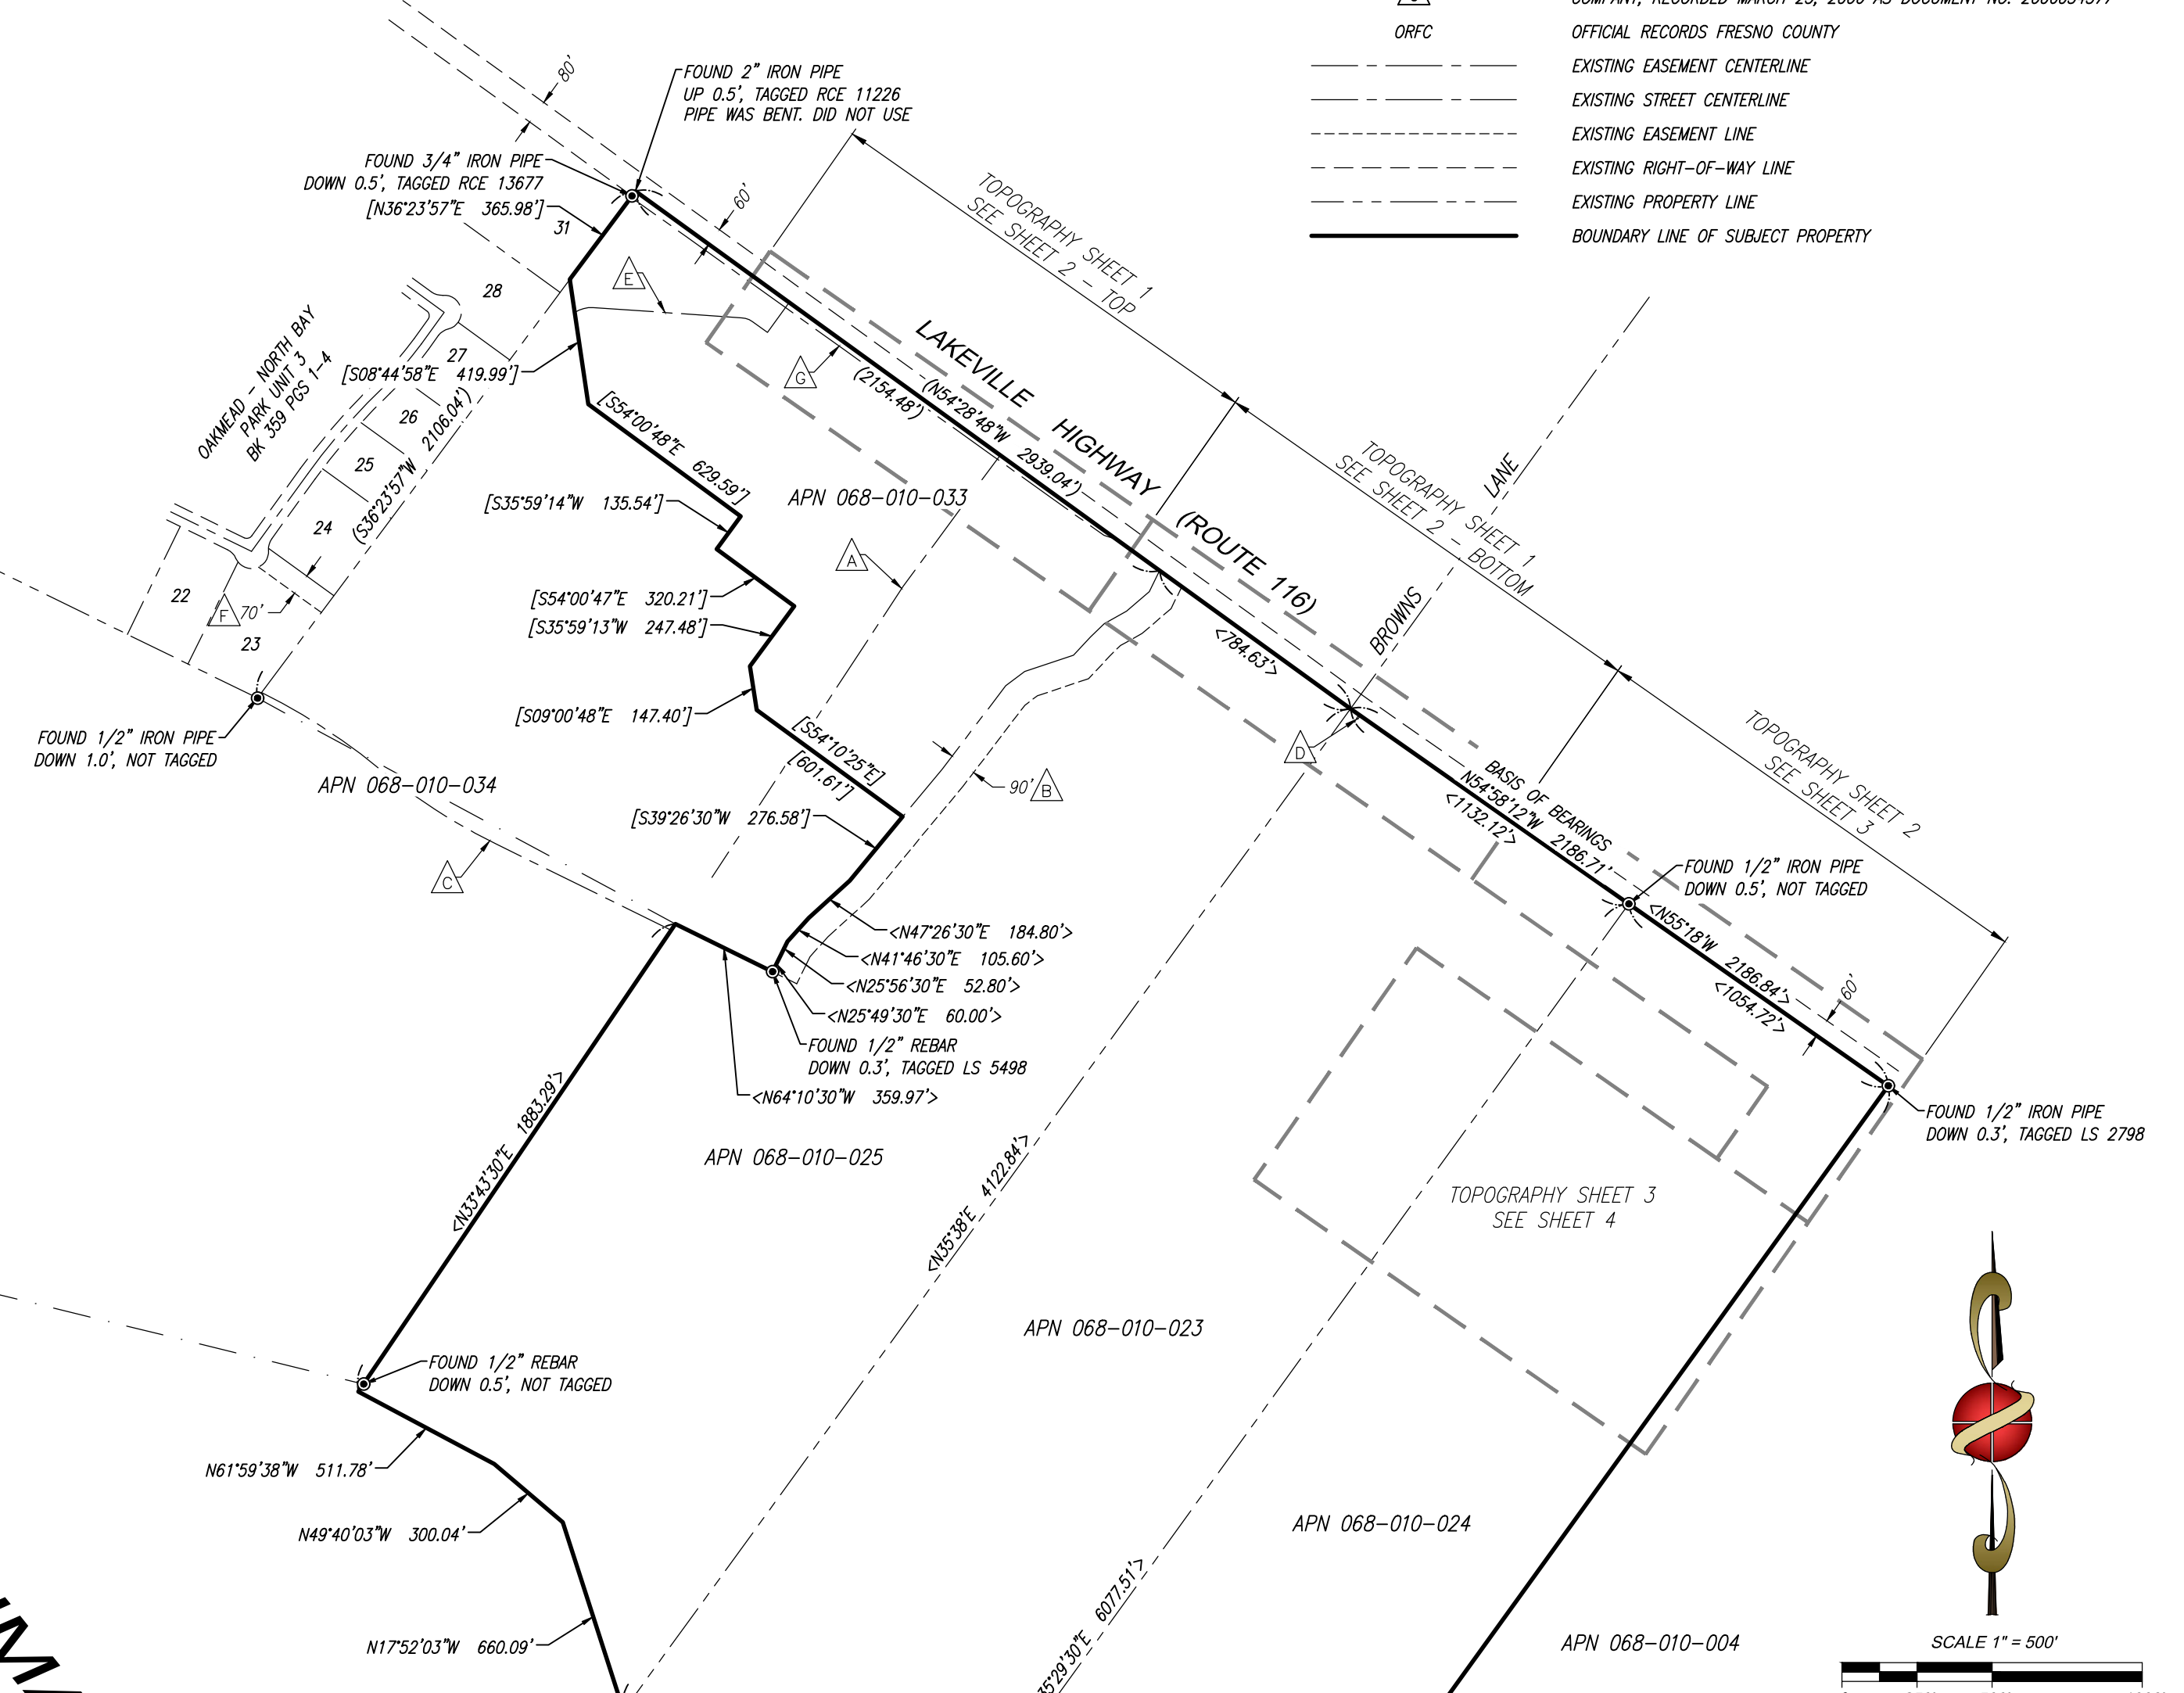 ORFC OFFICIAL RECORDS FRESNO COUNTY
EXISTING EASEMENT CENTERLINE
EXISTING STREET CENTERLINE
EXISTING EASEMENT LINE
EXISTING RIGHT-OF-WAY LINE
EXISTING PROPERTY LINE
BOUNDARY LINE OF SUBJECT PROPERTY
80'
FOUND 2" IRON PIPE
UP 0.5', TAGGED RCE 11226
PIPE WAS BENT. DID NOT USE
FOUND 3/4" IRON PIPE
DOWN 0.5', TAGGED RCE 13677
[N36°23'57"E 365.98']
60'
31
E
28
27
[S08°44'58"E 419.99']
26
25
24
22
F 70'
23
OAKMEAD - NORTH BAY
PARK UNIT 3
BK 359 PGS 1-4
(S36°23'57"W 2106.04')
TOPOGRAPHY SHEET 1
SEE SHEET 2 - TOP
LAKEVILLE HIGHWAY (ROUTE 116)
G
(2154.48')
(N54°28'48"W 2939.04')
[S54°00'48"E 629.59']
APN 068-010-033
[S35°59'14"W 135.54']
A
[S54°00'47"E 320.21']
[S35°59'13"W 247.48']
[S09°00'48"E 147.40']
[S54°10'25"E]
[601.61']
[S39°26'30"W 276.58']
TOPOGRAPHY SHEET 1
SEE SHEET 2 - BOTTOM
BROWNS LANE
<784.63'>
D
90' B
TOPOGRAPHY SHEET 2
SEE SHEET 3
BASIS OF BEARINGS
N54°58'12"W 2186.71'
<1132.12'>
FOUND 1/2" IRON PIPE
DOWN 0.5', NOT TAGGED
<N55°18'W 2186.84'>
<1054.72'>
60'
FOUND 1/2" IRON PIPE
DOWN 0.3', TAGGED LS 2798
FOUND 1/2" IRON PIPE
DOWN 1.0', NOT TAGGED
APN 068-010-034
C
<N47°26'30"E 184.80'>
<N41°46'30"E 105.60'>
<N25°56'30"E 52.80'>
<N25°49'30"E 60.00'>
FOUND 1/2" REBAR
DOWN 0.3', TAGGED LS 5498
<N64°10'30"W 359.97'>
<N33°43'30"E 1883.29'>
APN 068-010-025
<N35°38'E 4122.84'>
TOPOGRAPHY SHEET 3
SEE SHEET 4
APN 068-010-023
FOUND 1/2" REBAR
DOWN 0.5', NOT TAGGED
N61°59'38"W 511.78'
N49°40'03"W 300.04'
N17°52'03"W 660.09'
APN 068-010-024
6077.51'>
APN 068-010-004
SCALE 1" = 500'